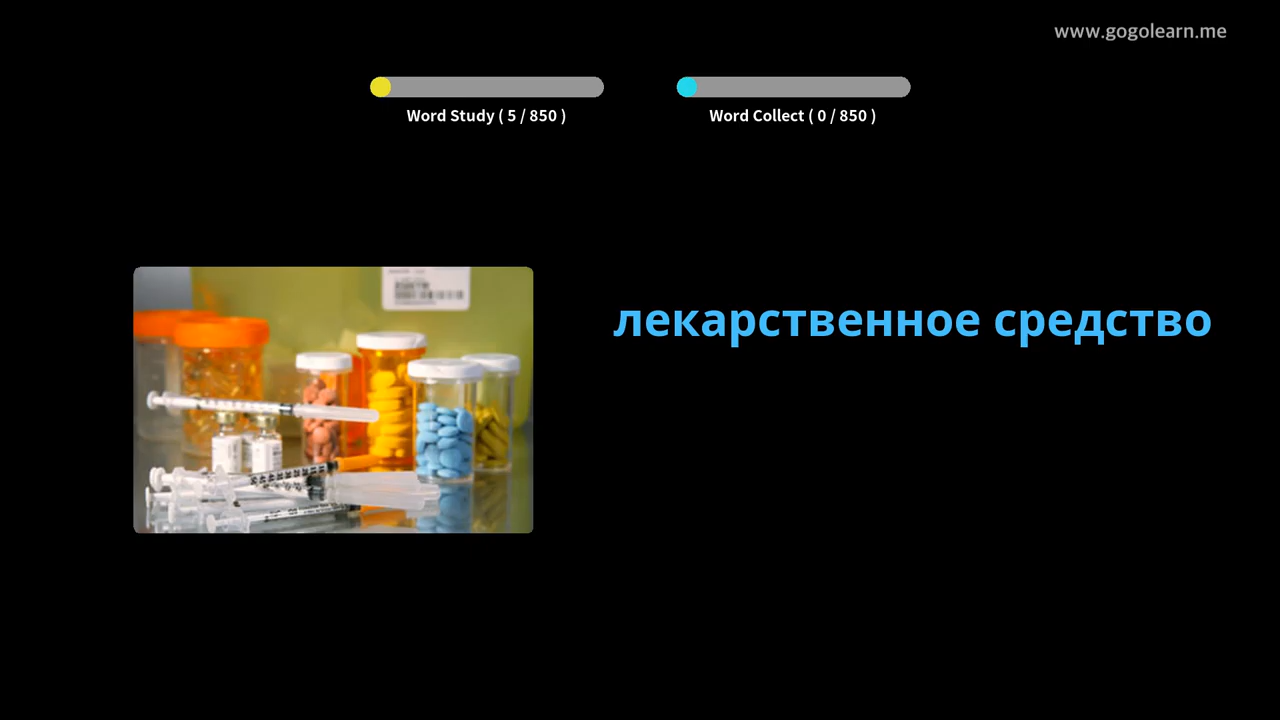 www.gogolearn.me
Word Study ( 5 / 850 )
Word Collect ( 0 / 850 )
лекарственное средство